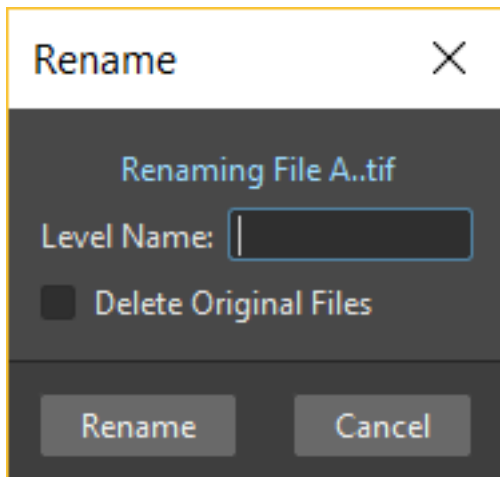 Rename
Renaming File A..tif
Level Name:
Delete Original Files
Rename Cancel